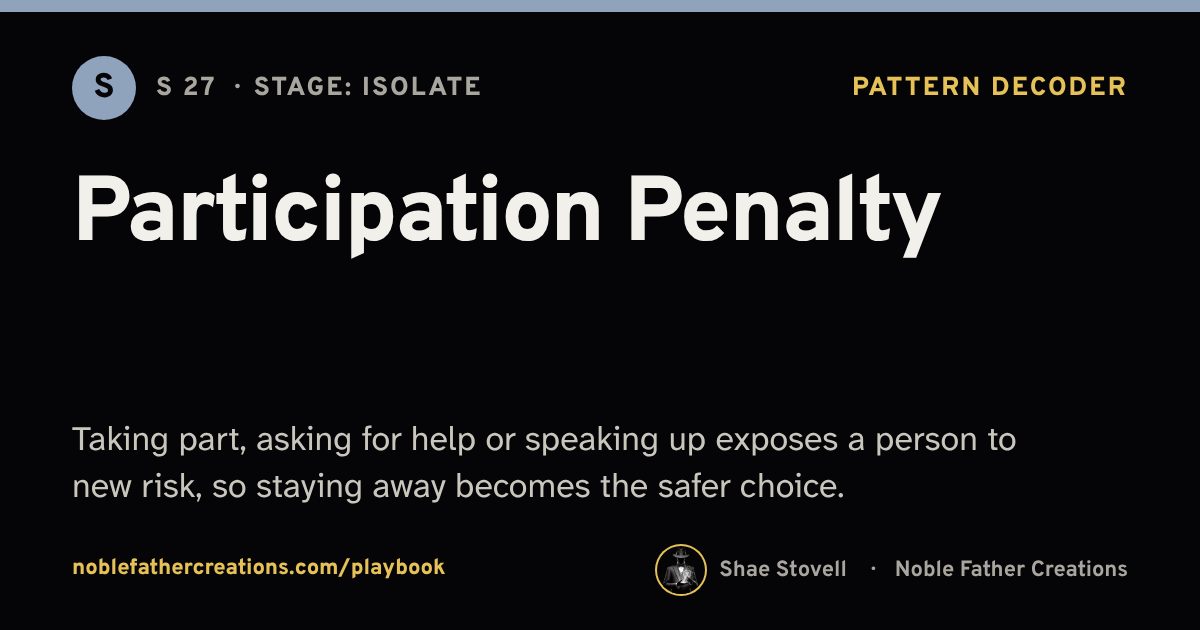 S
S 27 · STAGE: ISOLATE
PATTERN DECODER
Participation Penalty
Taking part, asking for help or speaking up exposes a person to
new risk, so staying away becomes the safer choice.
noblefathercreations.com/playbook
Shae Stovell · Noble Father Creations